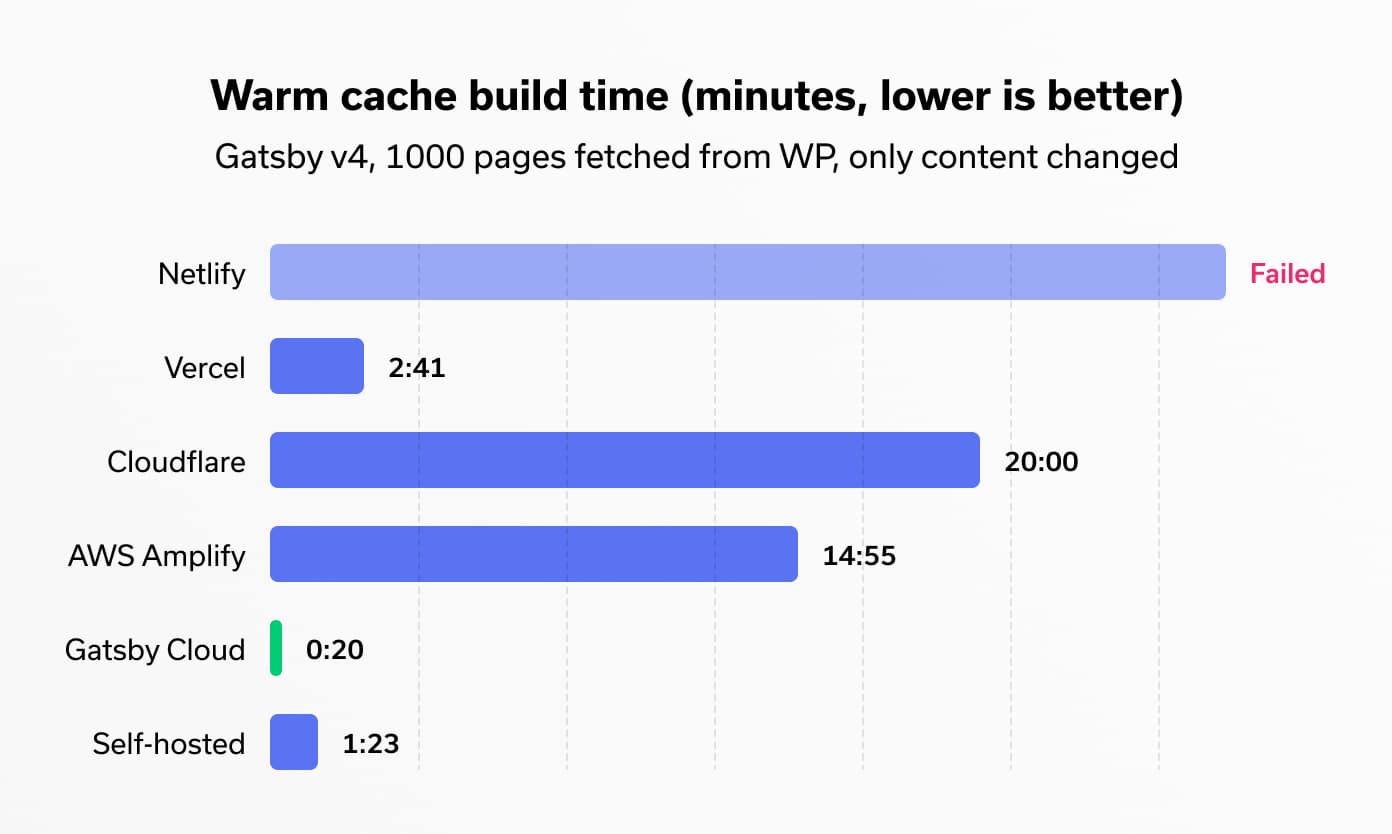 Warm cache build time (minutes, lower is better)
Gatsby v4, 1000 pages fetched from WP, only content changed
Netlify Failed
Vercel 2:41
Cloudflare 20:00
AWS Amplify 14:55
Gatsby Cloud 0:20
Self-hosted 1:23